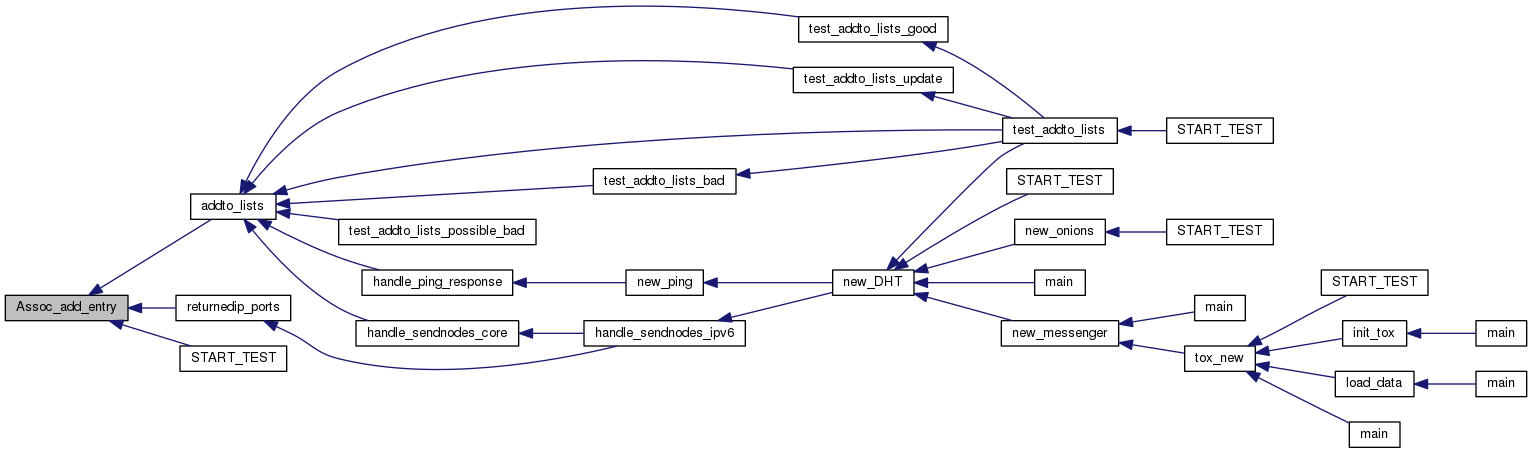 test_addto_lists_good
test_addto_lists_update
test_addto_lists
START_TEST
test_addto_lists_bad
START_TEST
addto_lists
test_addto_lists_possible_bad
new_onions
START_TEST
handle_ping_response
new_ping
new_DHT
main
START_TEST
Assoc_add_entry
returnedip_ports
main
handle_sendnodes_core
handle_sendnodes_ipv6
new_messenger
init_tox
main
START_TEST
tox_new
load_data
main
main